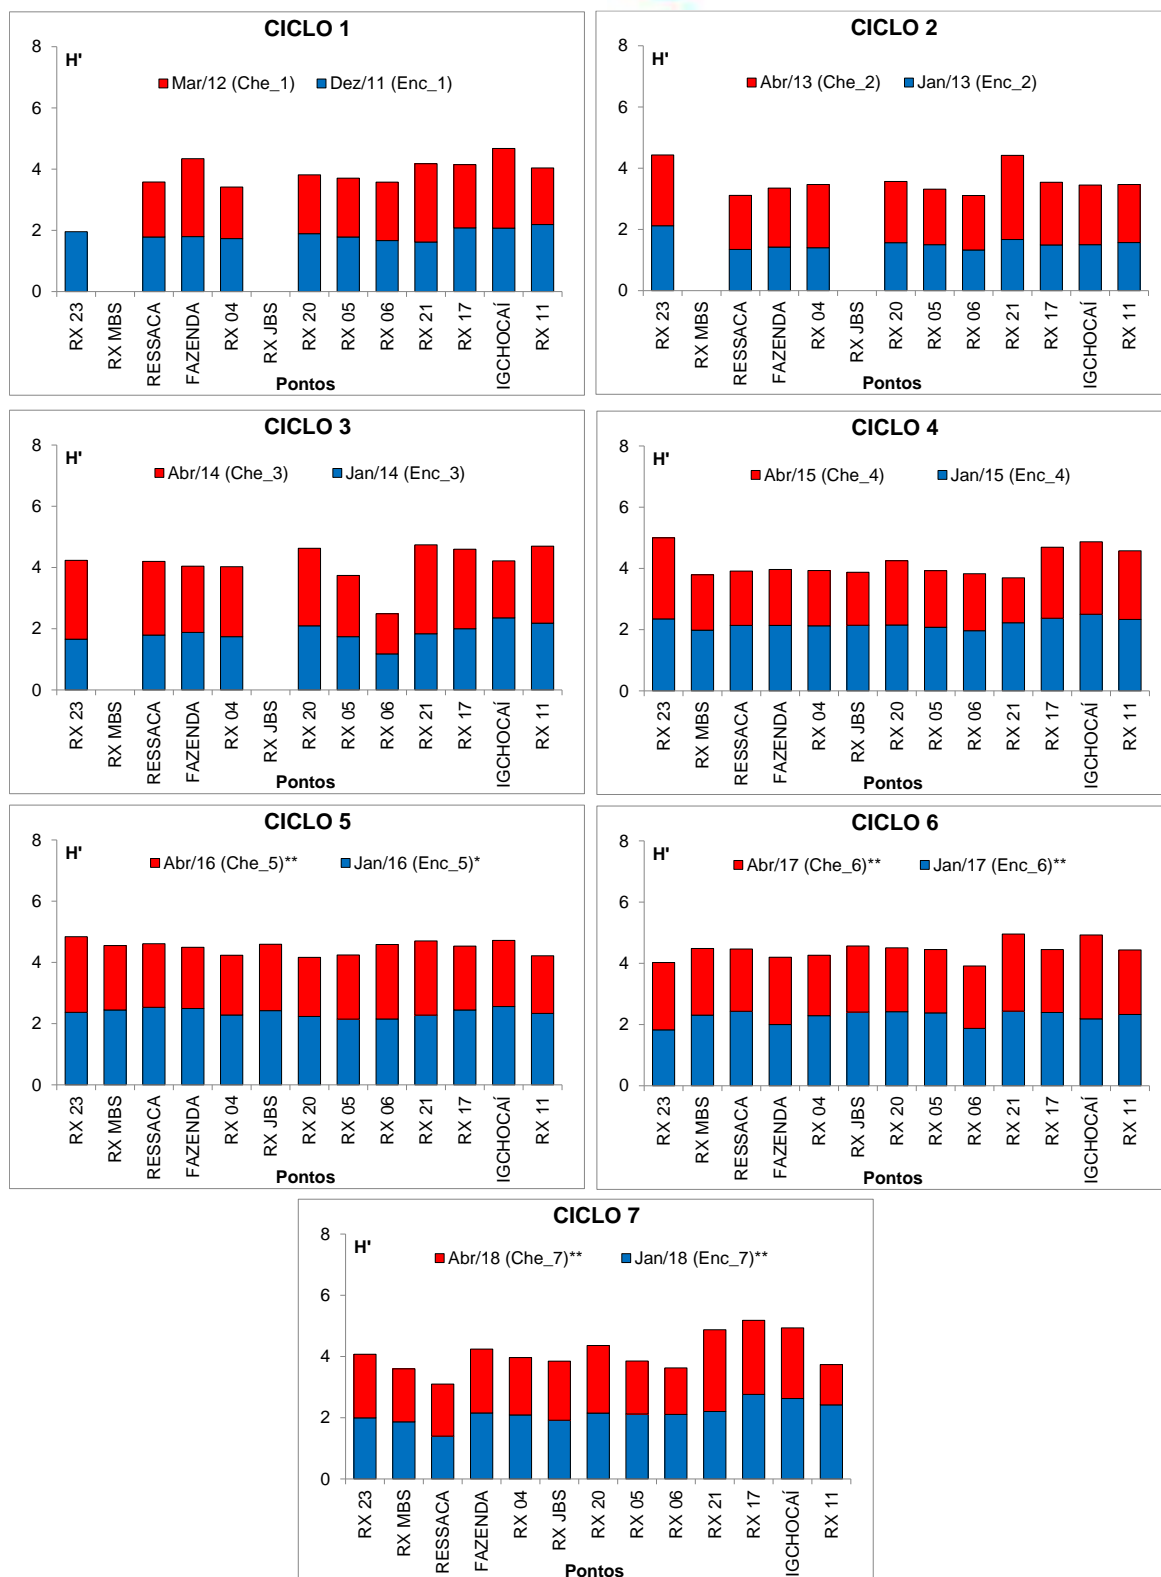 CICLO 1
8
H'
Mar/12 (Che_1) Dez/11 (Enc_1)
6
4
2
0
RX 23
RX MBS
RESSACA
FAZENDA
RX 04
RX JBS
RX 20
RX 05
RX 06
RX 21
RX 17
IGCHOCAÍ
RX 11
Pontos
CICLO 2
8
H'
Abr/13 (Che_2) Jan/13 (Enc_2)
6
4
2
0
RX 23
RX MBS
RESSACA
FAZENDA
RX 04
RX JBS
RX 20
RX 05
RX 06
RX 21
RX 17
IGCHOCAÍ
RX 11
Pontos
CICLO 3
8
H'
Abr/14 (Che_3) Jan/14 (Enc_3)
6
4
2
0
RX 23
RX MBS
RESSACA
FAZENDA
RX 04
RX JBS
RX 20
RX 05
RX 06
RX 21
RX 17
IGCHOCAÍ
RX 11
Pontos
CICLO 4
8
H'
Abr/15 (Che_4) Jan/15 (Enc_4)
6
4
2
0
RX 23
RX MBS
RESSACA
FAZENDA
RX 04
RX JBS
RX 20
RX 05
RX 06
RX 21
RX 17
IGCHOCAÍ
RX 11
Pontos
CICLO 5
8
H'
Abr/16 (Che_5)** Jan/16 (Enc_5)*
6
4
2
0
RX 23
RX MBS
RESSACA
FAZENDA
RX 04
RX JBS
RX 20
RX 05
RX 06
RX 21
RX 17
IGCHOCAÍ
RX 11
Pontos
CICLO 6
8
H'
Abr/17 (Che_6)** Jan/17 (Enc_6)**
6
4
2
0
RX 23
RX MBS
RESSACA
FAZENDA
RX 04
RX JBS
RX 20
RX 05
RX 06
RX 21
RX 17
IGCHOCAÍ
RX 11
Pontos
CICLO 7
8
H'
Abr/18 (Che_7)** Jan/18 (Enc_7)**
6
4
2
0
RX 23
RX MBS
RESSACA
FAZENDA
RX 04
RX JBS
RX 20
RX 05
RX 06
RX 21
RX 17
IGCHOCAÍ
RX 11
Pontos